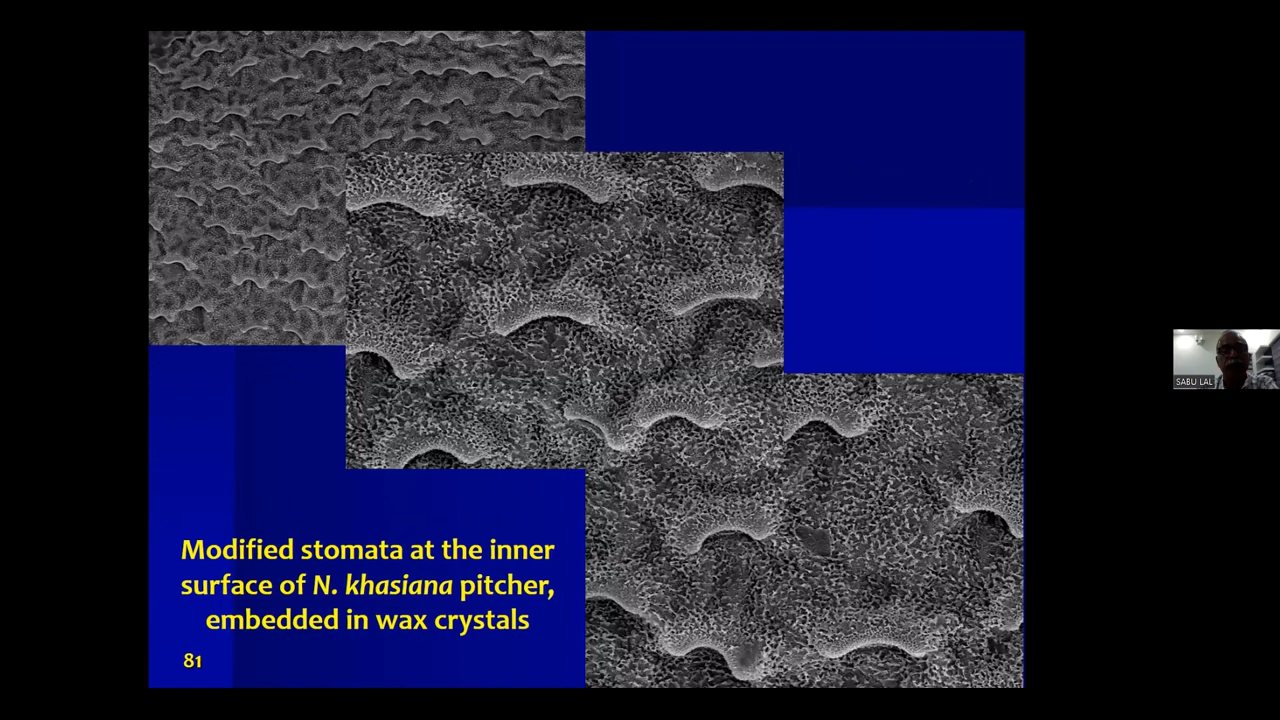 Modified stomata at the inner
surface of N. khasiana pitcher,
embedded in wax crystals
81
SABU LAL